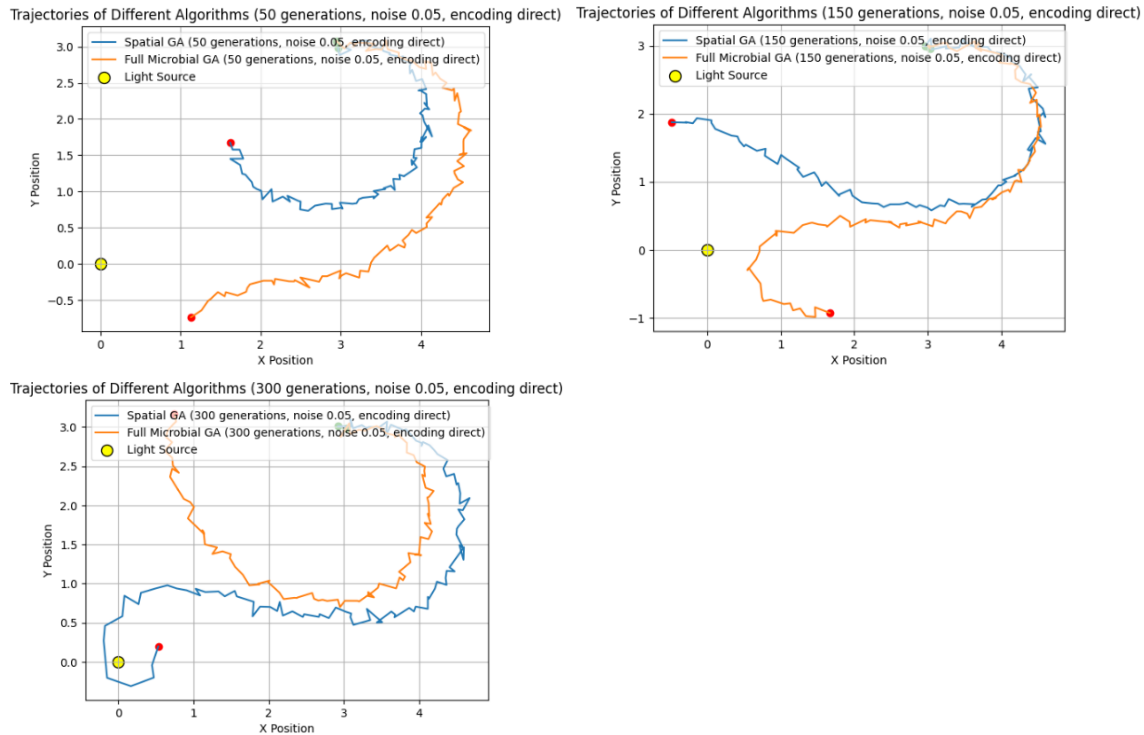 Trajectories of Different Algorithms (50 generations, noise 0.05, encoding direct)
3.0
2.5
2.0
1.5
1.0
0.5
0.0
−0.5
Y Position
Spatial GA (50 generations, noise 0.05, encoding direct)
Full Microbial GA (50 generations, noise 0.05, encoding direct)
Light Source
0
1
2
3
4
X Position
Trajectories of Different Algorithms (150 generations, noise 0.05, encoding direct)
3
2
1
0
−1
Y Position
Spatial GA (150 generations, noise 0.05, encoding direct)
Full Microbial GA (150 generations, noise 0.05, encoding direct)
Light Source
0
1
2
3
4
X Position
Trajectories of Different Algorithms (300 generations, noise 0.05, encoding direct)
3.0
2.5
2.0
1.5
1.0
0.5
0.0
Y Position
Spatial GA (300 generations, noise 0.05, encoding direct)
Full Microbial GA (300 generations, noise 0.05, encoding direct)
Light Source
0
1
2
3
4
X Position